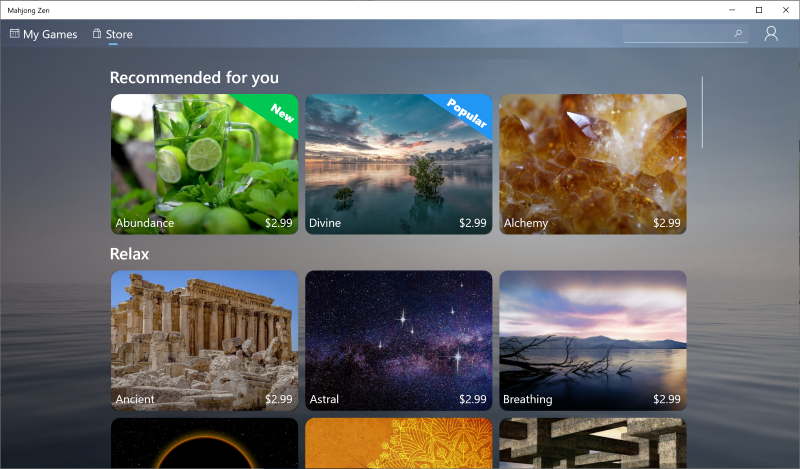 Mahjong Zen
My Games
Store
Recommended for you
New
Popular
Abundance
$2.99
Divine
$2.99
Alchemy
$2.99
Relax
Ancient
$2.99
Astral
$2.99
Breathing
$2.99